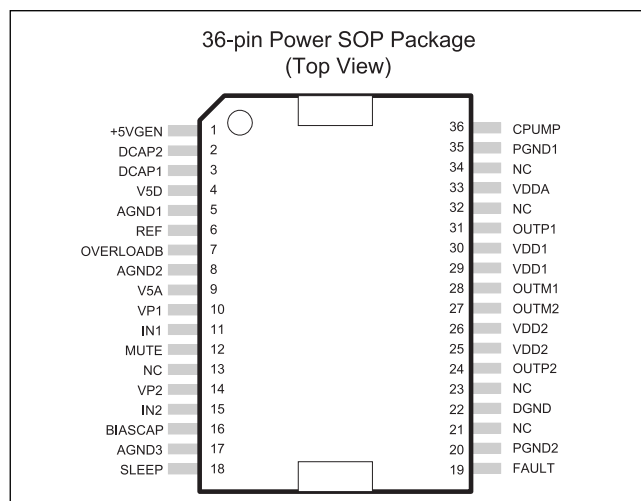 36-pin Power SOP Package
(Top View)
+5VGEN 1 36 CPUMP
DCAP2 2 35 PGND1
DCAP1 3 34 NC
V5D 4 33 VDDA
AGND1 5 32 NC
REF 6 31 OUTP1
OVERLOADB 7 30 VDD1
AGND2 8 29 VDD1
V5A 9 28 OUTM1
VP1 10 27 OUTM2
IN1 11 26 VDD2
MUTE 12 25 VDD2
NC 13 24 OUTP2
VP2 14 23 NC
IN2 15 22 DGND
BIASCAP 16 21 NC
AGND3 17 20 PGND2
SLEEP 18 19 FAULT